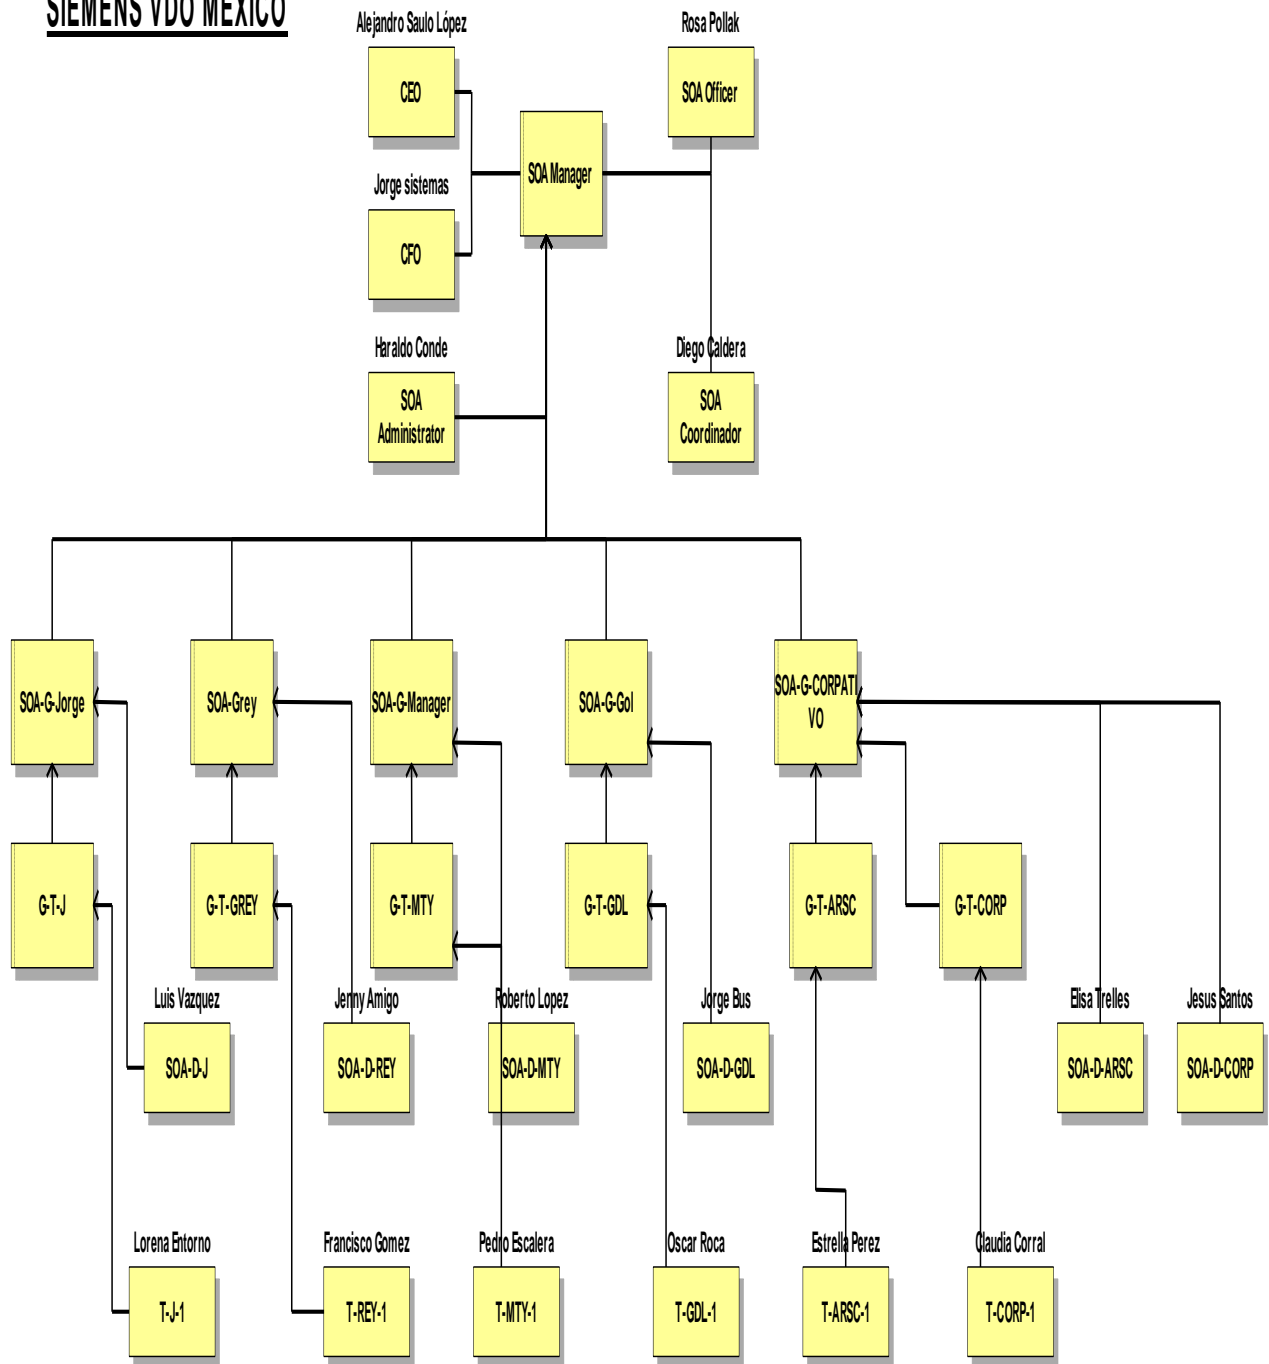 SIEMENS VDO MEXICO
Alejandro Saulo López
Rosa Pollak
CEO
SOA Officer
SOA Manager
Jorge sistemas
CFO
Haraldo Conde
Diego Caldera
SOA
Administrator
SOA
Coordinador
SOA-G-Jorge
SOA-Grey
SOA-G-Manager
SOA-G-Gol
SOA-G-CORPATI
VO
G-T-J
G-T-GREY
G-T-MTY
G-T-GDL
G-T-ARSC
G-T-CORP
Luis Vazquez
Jenny Amigo
Roberto Lopez
Jorge Bus
Elisa Trelles
Jesus Santos
SOA-D-J
SOA-D-REY
SOA-D-MTY
SOA-D-GDL
SOA-D-ARSC
SOA-D-CORP
Lorena Entorno
Francisco Gomez
Pedro Escalera
Oscar Roca
Estrella Perez
Claudia Corral
T-J-1
T-REY-1
T-MTY-1
T-GDL-1
T-ARSC-1
T-CORP-1